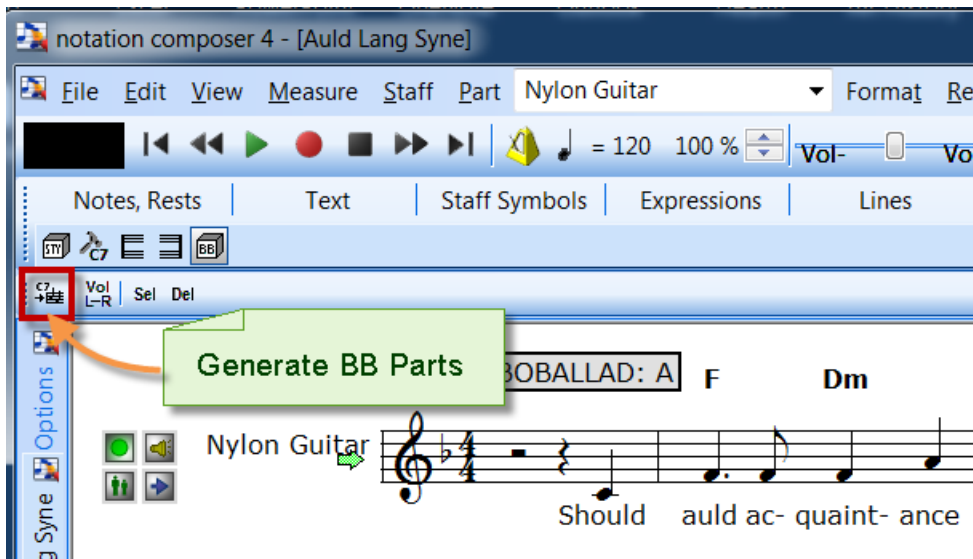 notation composer 4 - [Auld Lang Syne]
File Edit View Measure Staff Part Nylon Guitar Format Re
= 120 100 % Vol- Vo
Notes, Rests Text Staff Symbols Expressions Lines
STY C7 BB
C7 Vol L-R Sel Del
Generate BB Parts
BOBALLAD: A F Dm
Options
Nylon Guitar
Should auld ac- quaint- ance
g Syne